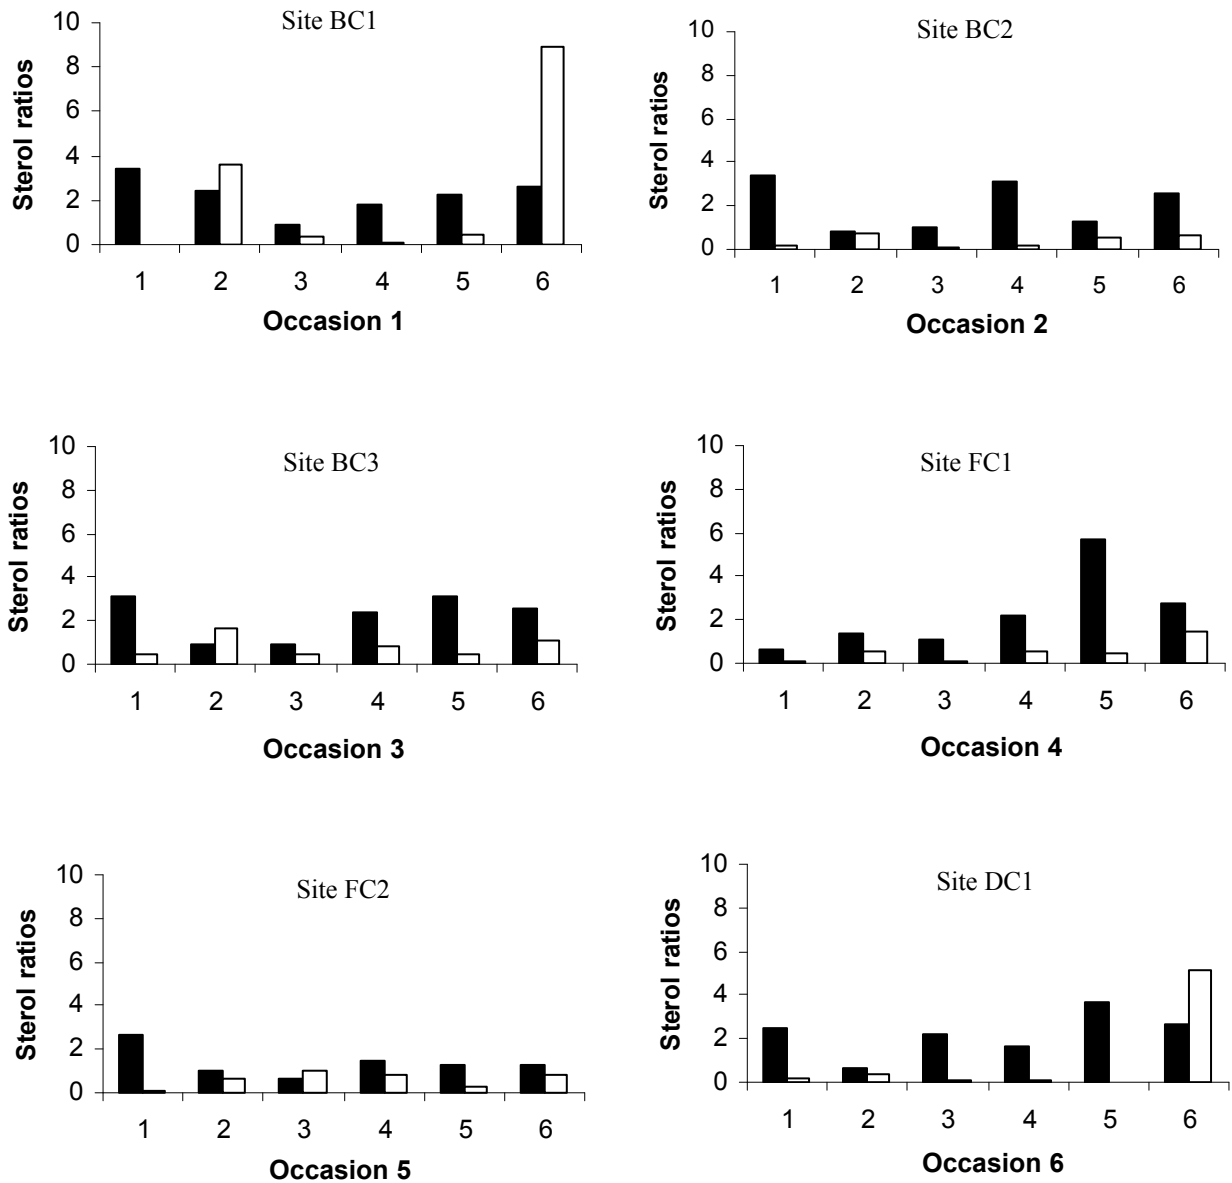 Site BC1
10
8
6
4
2
0
Sterol ratios
1 2 3 4 5 6
Occasion 1
Site BC2
10
8
6
4
2
0
Sterol ratios
1 2 3 4 5 6
Occasion 2
Site BC3
10
8
6
4
2
0
Sterol ratios
1 2 3 4 5 6
Occasion 3
Site FC1
10
8
6
4
2
0
Sterol ratios
1 2 3 4 5 6
Occasion 4
Site FC2
10
8
6
4
2
0
Sterol ratios
1 2 3 4 5 6
Occasion 5
Site DC1
10
8
6
4
2
0
Sterol ratios
1 2 3 4 5 6
Occasion 6